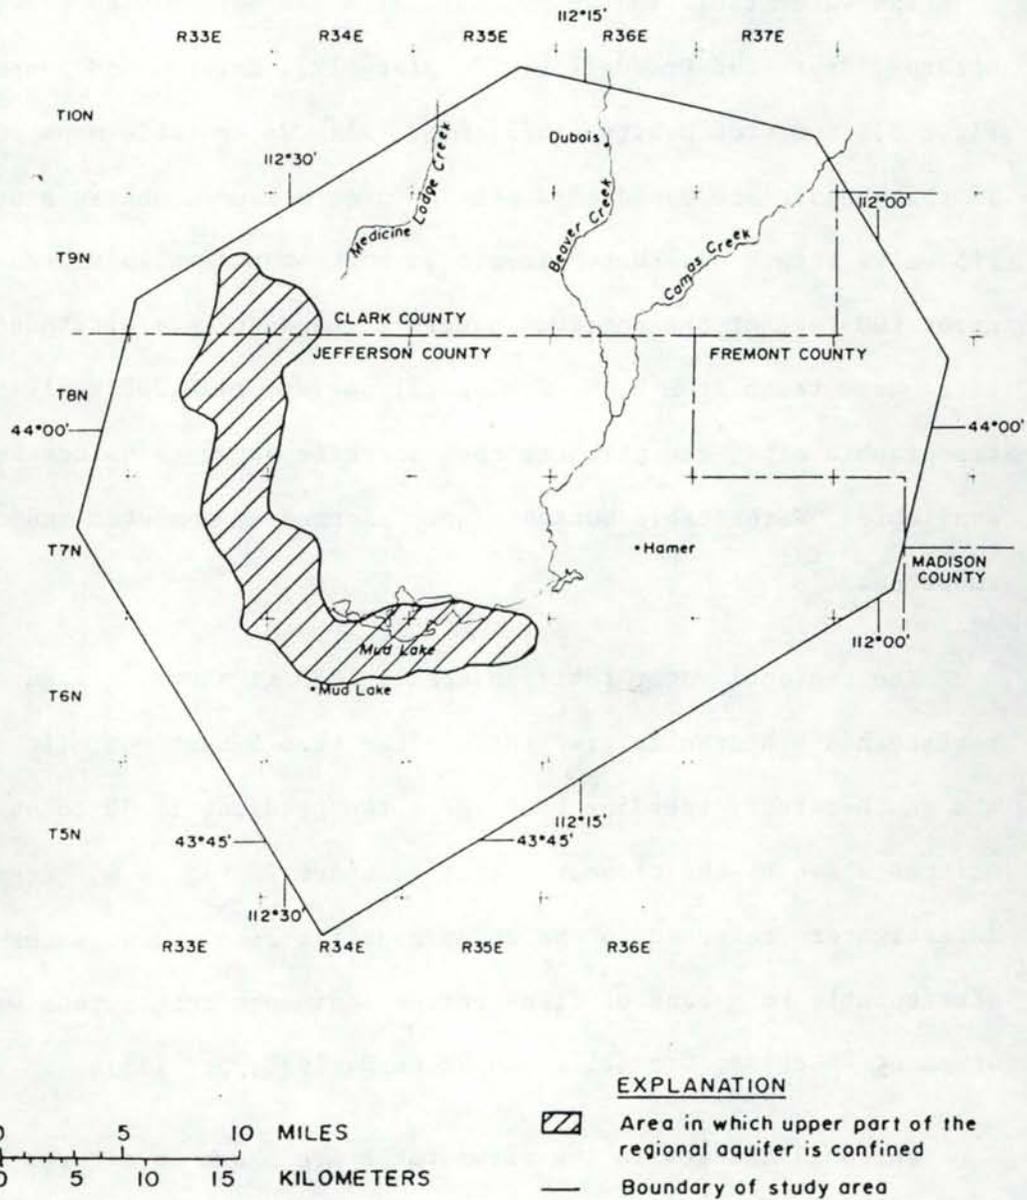 112°15'
R33E R34E R35E R36E R37E
T10N
Dubois
112°30'
Medicine Lodge Creek
Beaver Creek
112°00'
Camas Creek
T9N
CLARK COUNTY
JEFFERSON COUNTY
FREMONT COUNTY
T8N
44°00'
44°00'
T7N
Hamer
MADISON
COUNTY
112°00'
Mud Lake
Mud Lake
T6N
112°15'
T5N
43°45'
43°45'
112°30'
R33E R34E R35E R36E
EXPLANATION
Area in which upper part of the
regional aquifer is confined
Boundary of study area
0 5 10 MILES
0 5 10 15 KILOMETERS